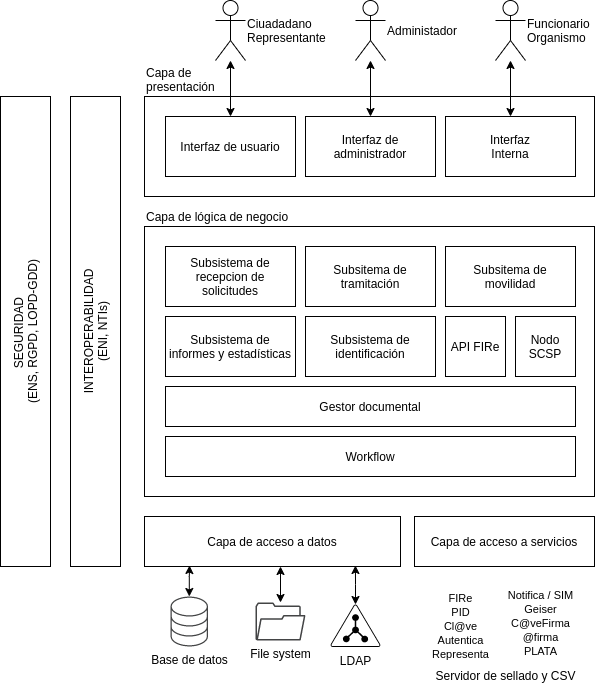 Ciuadadano
Representante
Administador
Funcionario
Organismo
Capa de
presentación
Interfaz de usuario
Interfaz de
administrador
Interfaz
Interna
SEGURIDAD
(ENS, RGPD, LOPD-GDD)
INTEROPERABILIDAD
(ENI, NTIs)
Capa de lógica de negocio
Subsistema de
recepcion de
solicitudes
Subsitema de
tramitación
Subsitema de
movilidad
Subsistema de
informes y estadísticas
Subsistema de
identificación
API FIRe
Nodo
SCSP
Gestor documental
Workflow
Capa de acceso a datos
Capa de acceso a servicios
Base de datos
File system
LDAP
FIRe
PID
Cl@ve
Autentica
Representa
Notifica / SIM
Geiser
C@veFirma
@firma
PLATA
Servidor de sellado y CSV